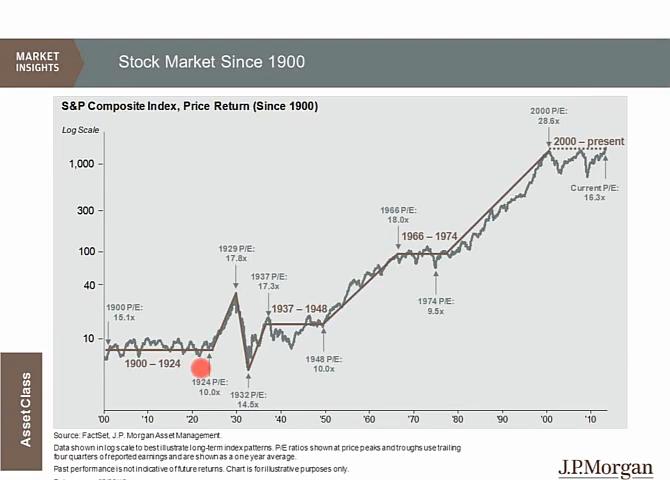 MARKET
INSIGHTS
Stock Market Since 1900
S&P Composite Index, Price Return (Since 1900)
Log Scale
1,000
300
100
40
10
2000 P/E:
28.6x
2000 – present
Current P/E:
16.3x
1966 P/E:
18.0x
1966 – 1974
1974 P/E:
9.5x
1929 P/E:
17.8x
1937 P/E:
17.3x
1937 – 1948
1948 P/E:
10.0x
1900 P/E:
15.1x
1900 – 1924
1924 P/E:
10.0x
1932 P/E:
14.5x
'00 '10 '20 '30 '40 '50 '60 '70 '80 '90 '00 '10
Asset Class
Source: FactSet, J.P. Morgan Asset Management.
Data shown in log scale to best illustrate long-term index patterns. P/E ratios shown at price peaks and troughs use trailing
four quarters of reported earnings and are shown as a one year average.
Past performance is not indicative of future returns. Chart is for illustrative purposes only.
J.P.Morgan